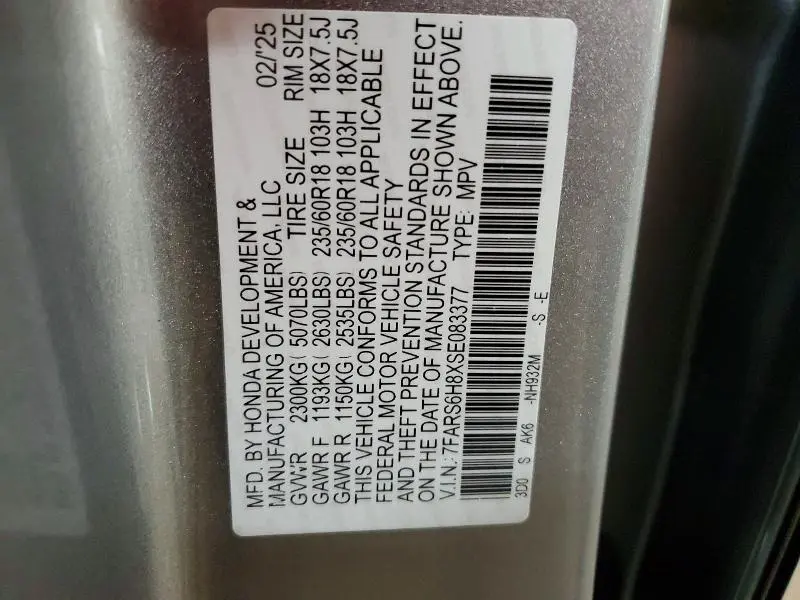 MFD. BY HONDA DEVELOPMENT & 02/'25
MANUFACTURING OF AMERICA, LLC
GVWR 2300KG( 5070LBS) TIRE SIZE RIM SIZE
GAWR F 1193KG( 2630LBS) 235/60R18 103H 18X7.5J
GAWR R 1150KG( 2535LBS) 235/60R18 103H 18X7.5J
THIS VEHICLE CONFORMS TO ALL APPLICABLE
FEDERAL MOTOR VEHICLE SAFETY
AND THEFT PREVENTION STANDARDS IN EFFECT
ON THE DATE OF MANUFACTURE SHOWN ABOVE.
V.I.N.: 7FARS6H8XSE083377 TYPE: MPV
3D0 S AK6 -NH932M -S -E